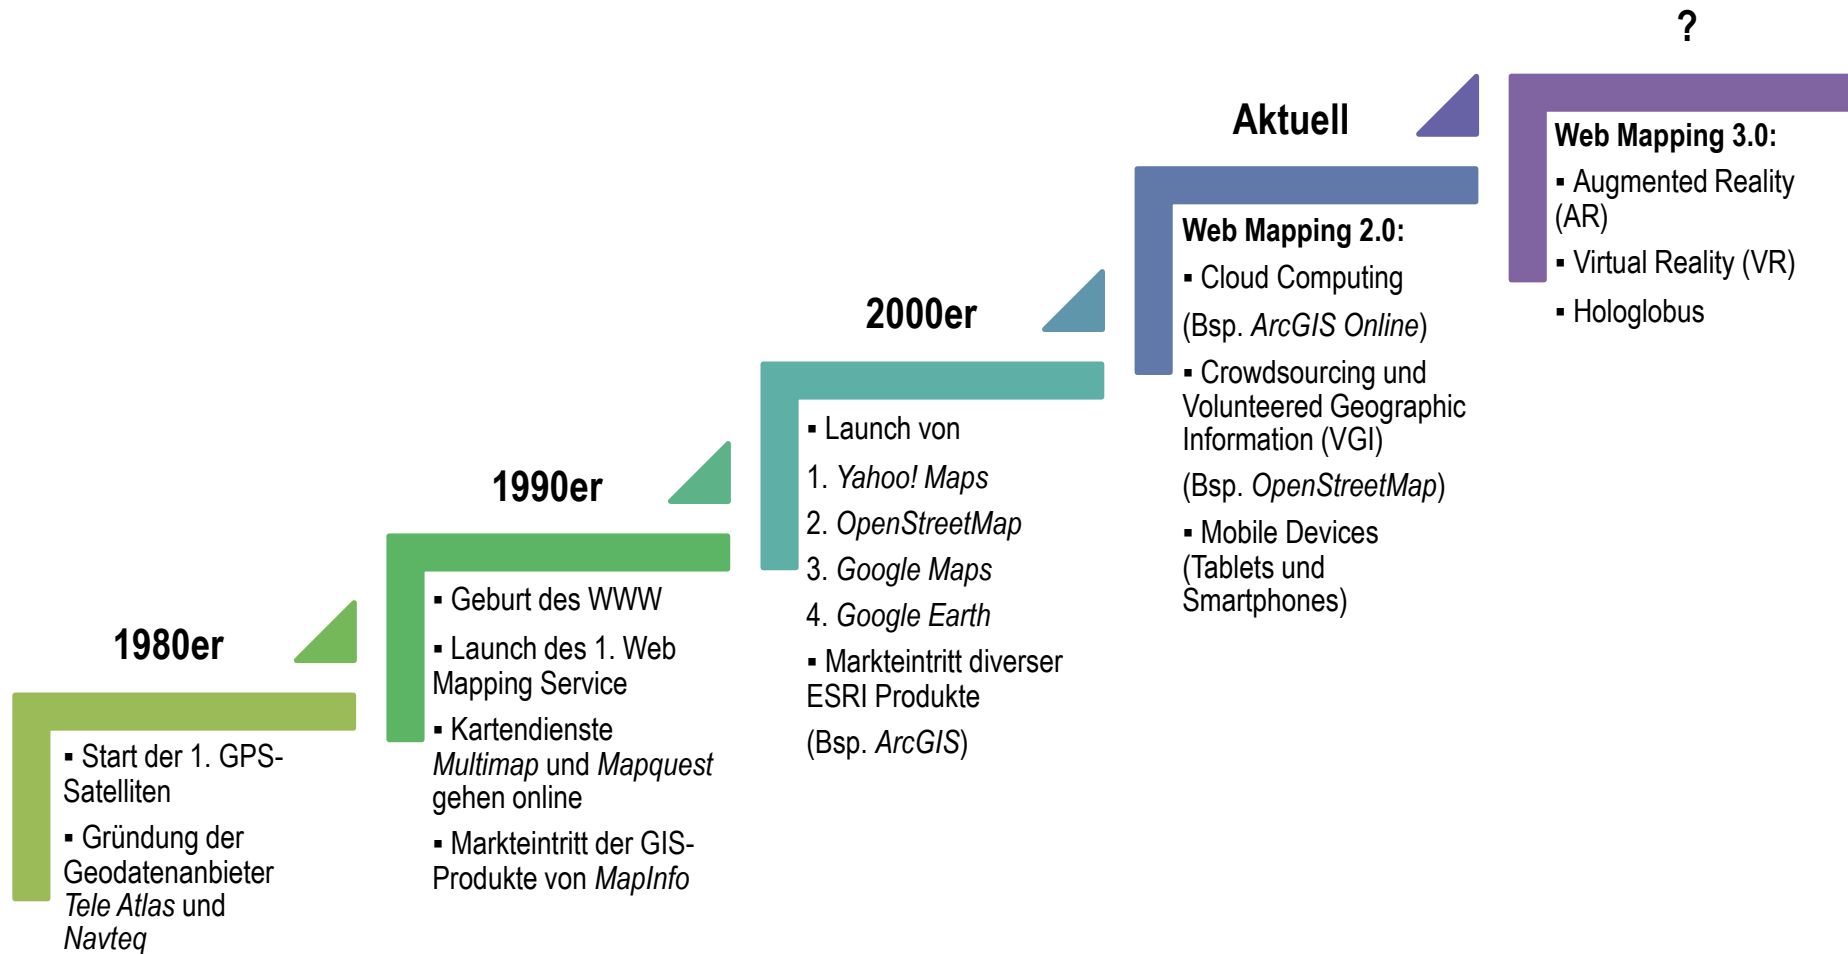 1980er
▪ Start der 1. GPS-
Satelliten
▪ Gründung der
Geodatenanbieter
Tele Atlas und
Navteq
1990er
▪ Geburt des WWW
▪ Launch des 1. Web
Mapping Service
▪ Kartendienste
Multimap und Mapquest
gehen online
▪ Markteintritt der GIS-
Produkte von MapInfo
2000er
▪ Launch von
1. Yahoo! Maps
2. OpenStreetMap
3. Google Maps
4. Google Earth
▪ Markteintritt diverser
ESRI Produkte
(Bsp. ArcGIS)
Aktuell
Web Mapping 2.0:
▪ Cloud Computing
(Bsp. ArcGIS Online)
▪ Crowdsourcing und
Volunteered Geographic
Information (VGI)
(Bsp. OpenStreetMap)
▪ Mobile Devices
(Tablets und
Smartphones)
?
Web Mapping 3.0:
▪ Augmented Reality
(AR)
▪ Virtual Reality (VR)
▪ Hologlobus